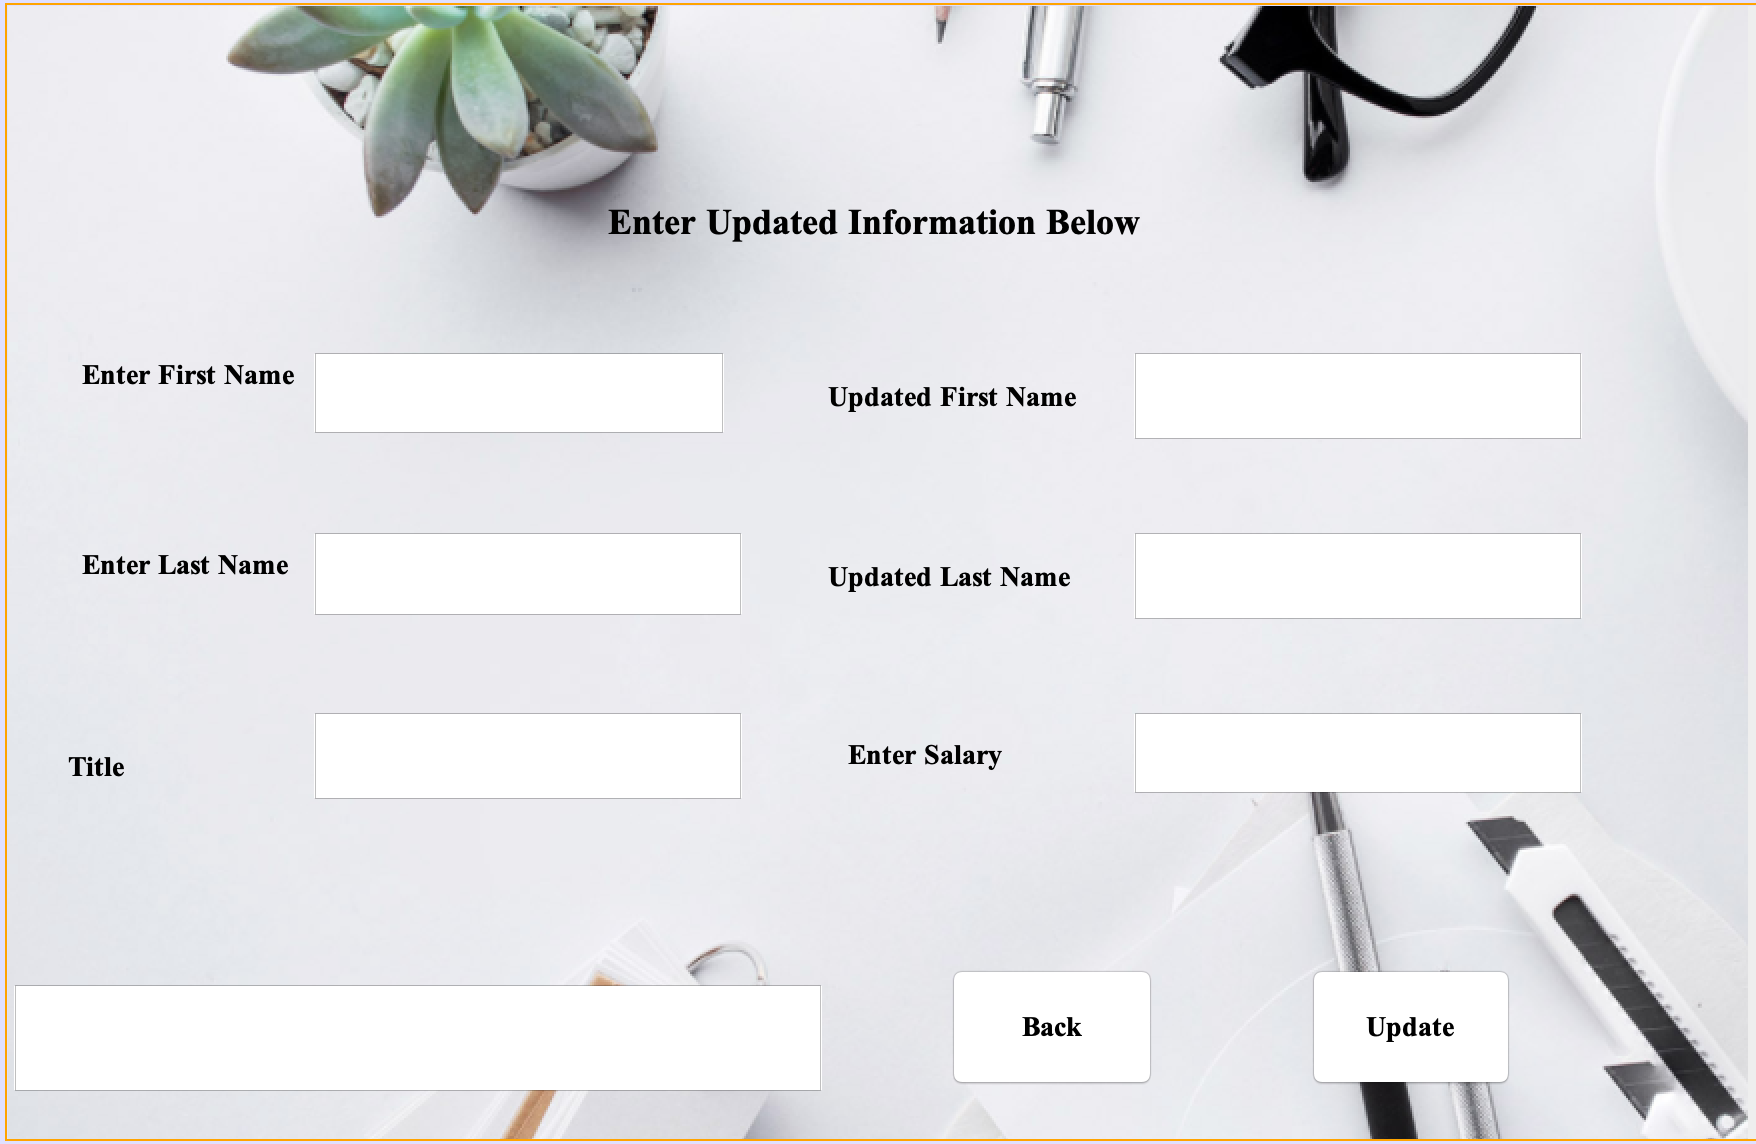 Enter Updated Information Below
Enter First Name
Updated First Name
Enter Last Name
Updated Last Name
Title
Enter Salary
Back
Update